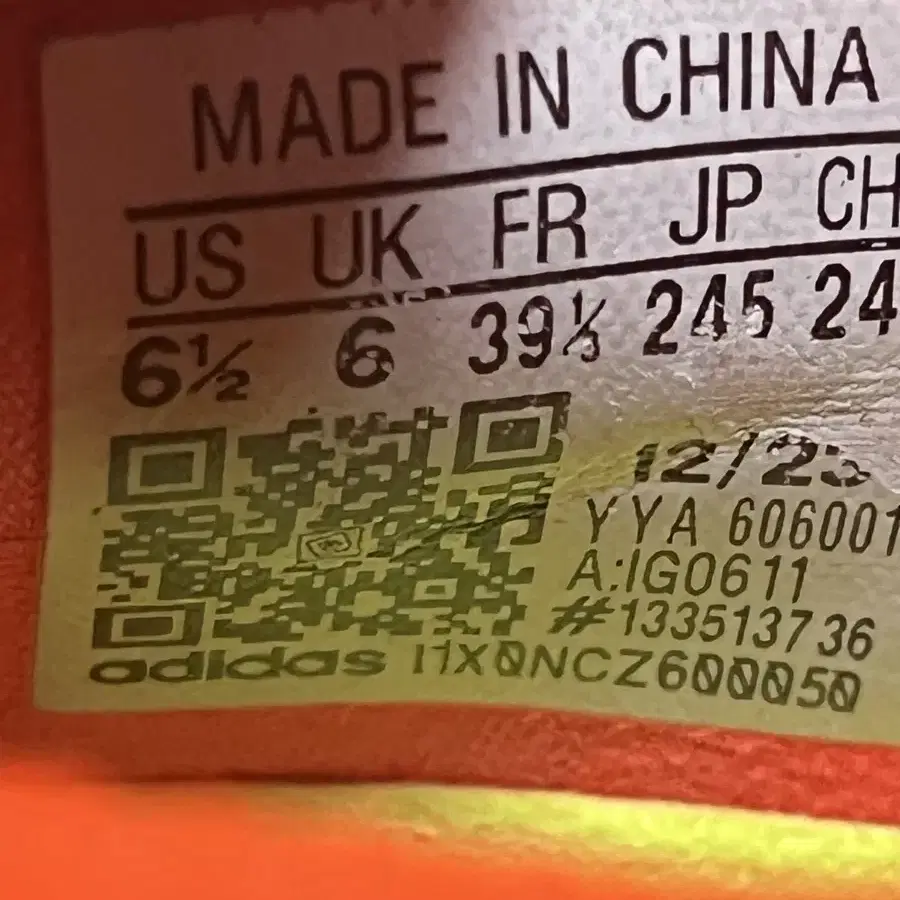 MADE IN CHINA
US UK FR JP CH
6½ 6 39⅓ 245 24
12/23
YYA 606001
A:IG0611
#133513736
adidas I1X0NCZ600050